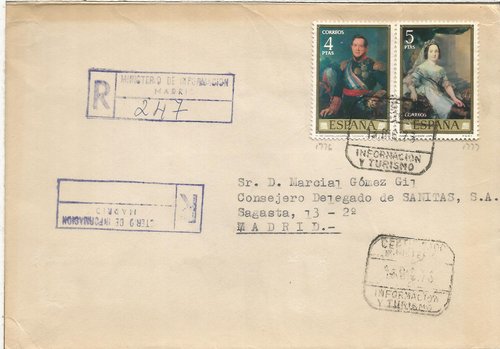 CORREOS
4
PTAS
ESPAÑA
5
PTAS
CORREOS
ESPAÑA
R
MINISTERIO DE INFORMACION
MADRID
247
1776
1777
INFORMACION
Y TURISMO
R
MADRID
Sr. D. Marcial Gómez Gil
Consejero Delegado de SANITAS, S.A.
Sagasta, 13 - 2º
MADRID.-
INFORMACION
Y TURISMO